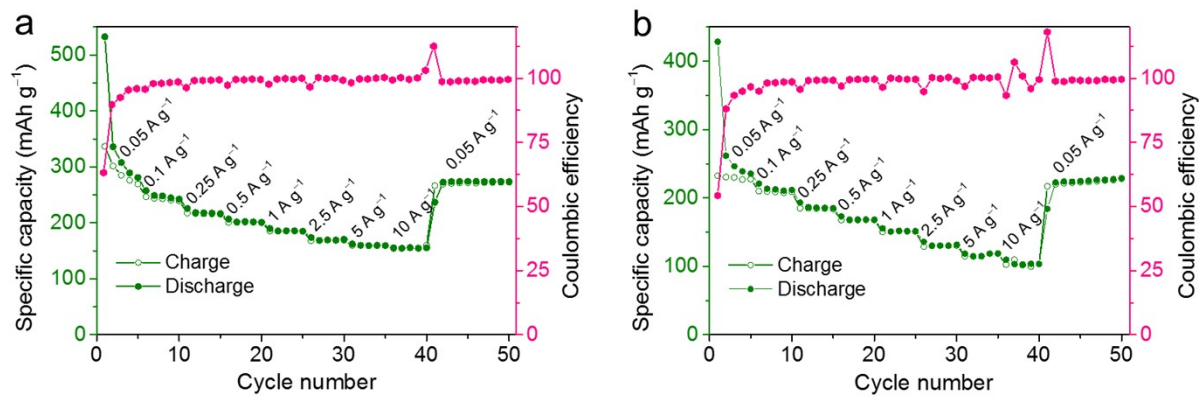 a
Specific capacity (mAh g⁻¹)
500
400
300
200
100
0
0.05 A g⁻¹
0.1 A g⁻¹
0.25 A g⁻¹
0.5 A g⁻¹
1 A g⁻¹
2.5 A g⁻¹
5 A g⁻¹
10 A g⁻¹
0.05 A g⁻¹
Charge
Discharge
0 10 20 30 40 50
Cycle number
100
75
50
25
0
Coulombic efficiency
b
Specific capacity (mAh g⁻¹)
400
300
200
100
0
0.05 A g⁻¹
0.1 A g⁻¹
0.25 A g⁻¹
0.5 A g⁻¹
1 A g⁻¹
2.5 A g⁻¹
5 A g⁻¹
10 A g⁻¹
0.05 A g⁻¹
Charge
Discharge
0 10 20 30 40 50
Cycle number
100
75
50
25
0
Coulombic efficiency